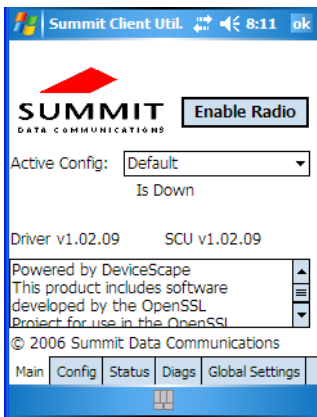 Summit Client Util. 8:11 ok
SUMMIT
DATA COMMUNICATIONS
Enable Radio
Active Config: Default
Is Down
Driver v1.02.09 SCU v1.02.09
Powered by DeviceScape
This product includes software
developed by the OpenSSL
Project for use in the OpenSSL
© 2006 Summit Data Communications
Main Config Status Diags Global Settings